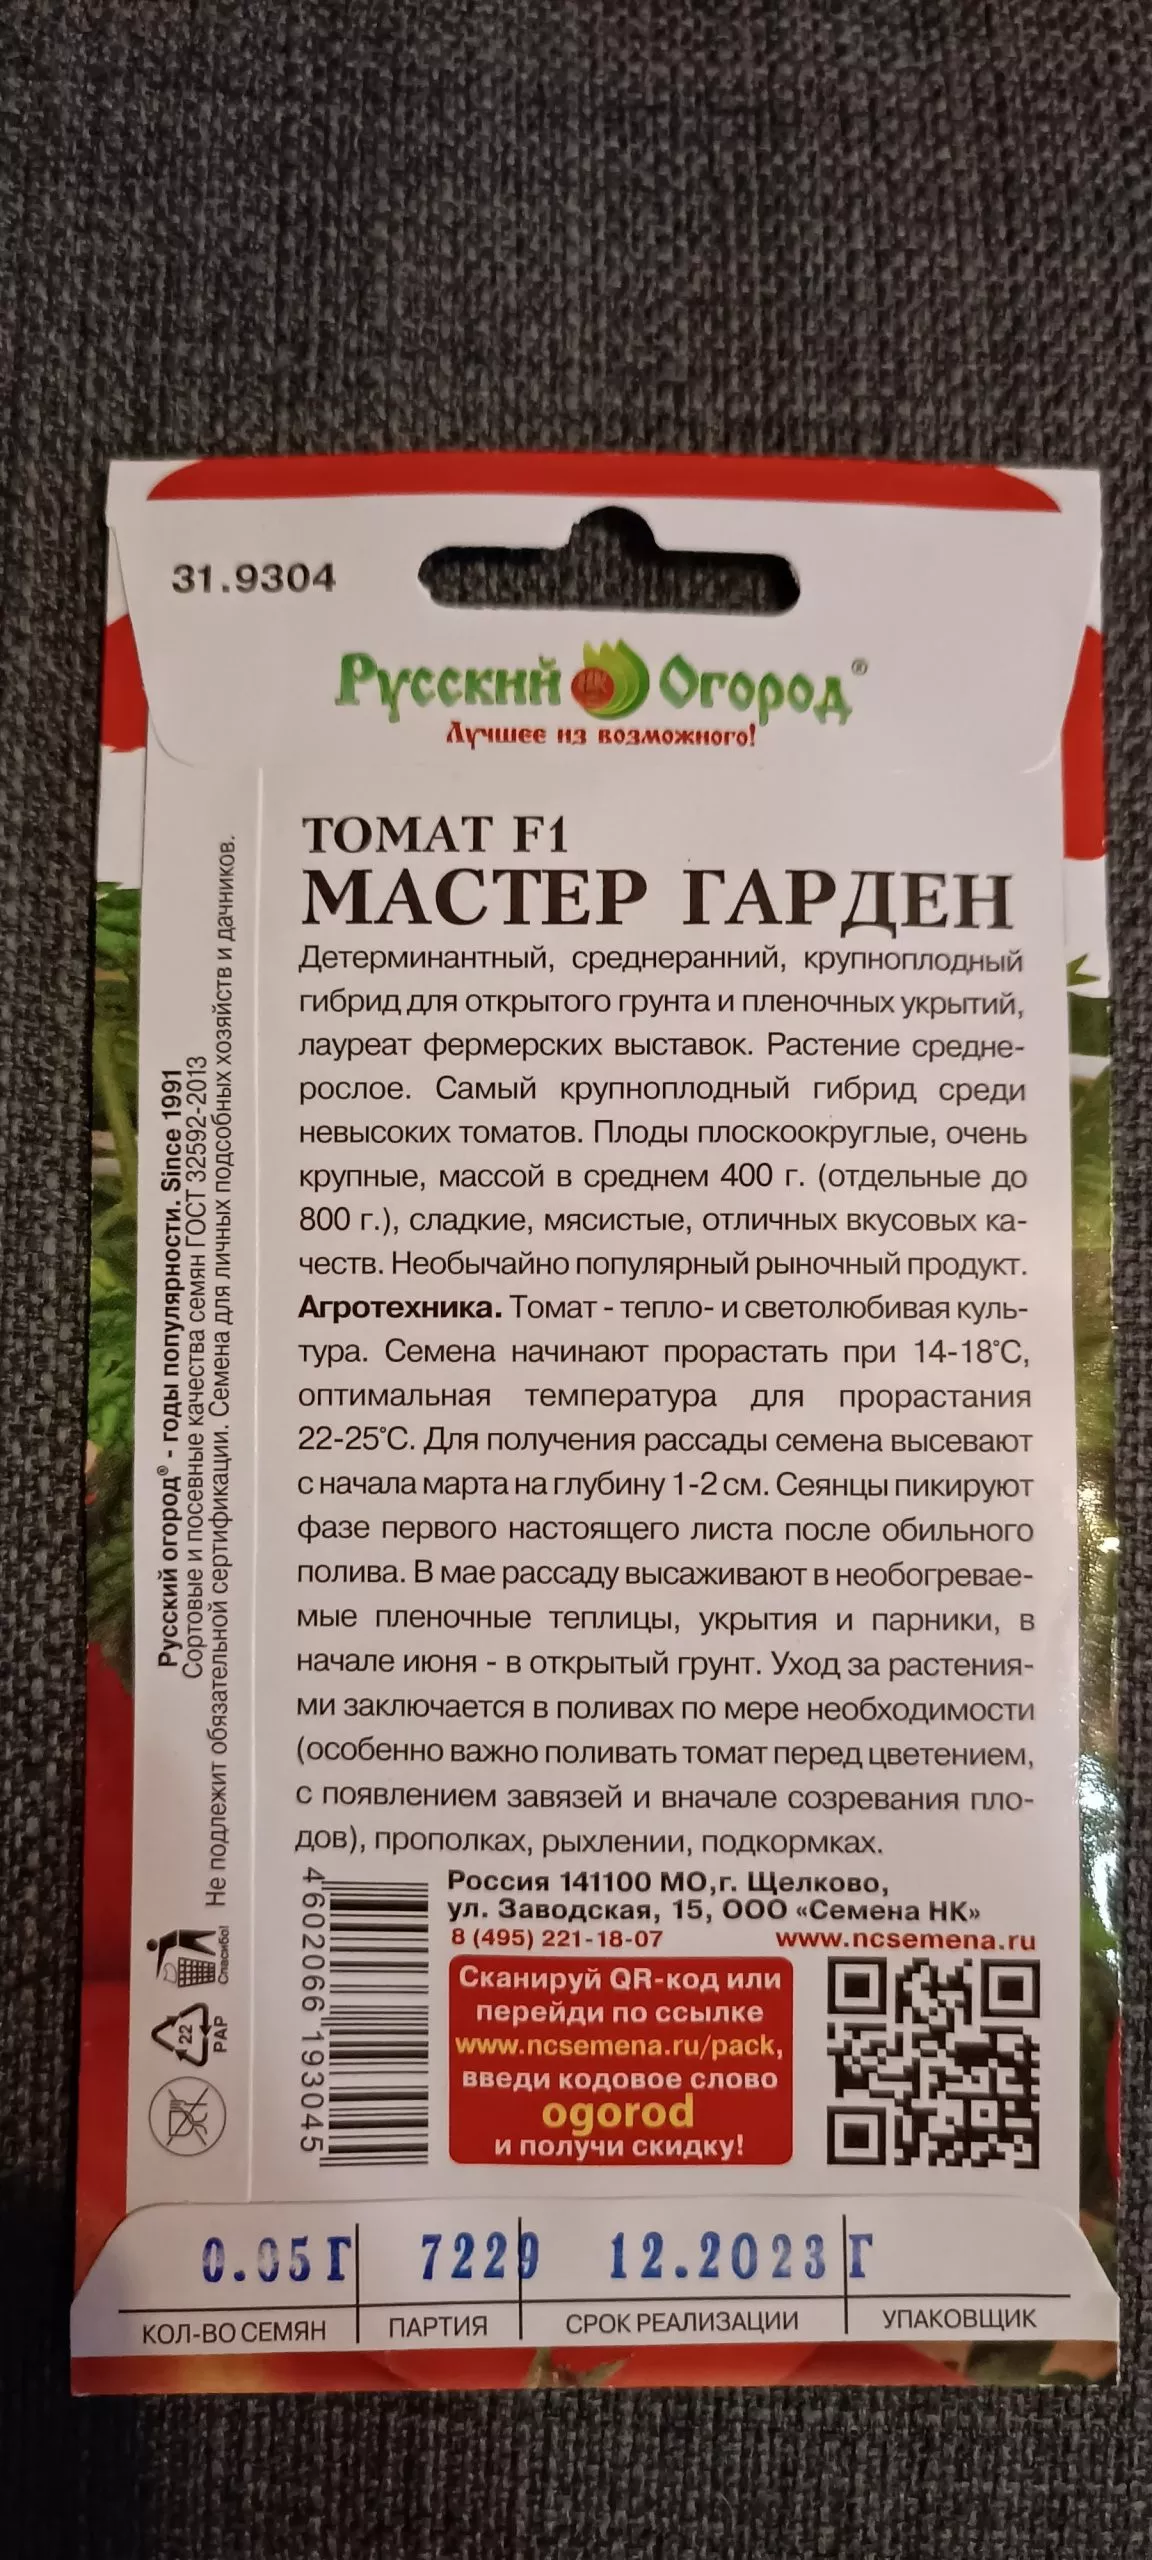 31.9304
Русский Огород®
Лучшее из возможного!
ТОМАТ F1
МАСТЕР ГАРДЕН
Детерминантный, среднеранний, крупноплодный
гибрид для открытого грунта и пленочных укрытий,
лауреат фермерских выставок. Растение средне-
рослое. Самый крупноплодный гибрид среди
невысоких томатов. Плоды плоскоокруглые, очень
крупные, массой в среднем 400 г. (отдельные до
800 г.), сладкие, мясистые, отличных вкусовых ка-
честв. Необычайно популярный рыночный продукт.
Агротехника. Томат - тепло- и светолюбивая куль-
тура. Семена начинают прорастать при 14-18°С,
оптимальная температура для прорастания
22-25°С. Для получения рассады семена высевают
с начала марта на глубину 1-2 см. Сеянцы пикируют
фазе первого настоящего листа после обильного
полива. В мае рассаду высаживают в необогревае-
мые пленочные теплицы, укрытия и парники, в
начале июня - в открытый грунт. Уход за растения-
ми заключается в поливах по мере необходимости
(особенно важно поливать томат перед цветением,
с появлением завязей и вначале созревания пло-
дов), прополках, рыхлении, подкормках.
Русский огород® - годы популярности. Since 1991
Сортовые и посевные качества семян ГОСТ 32592-2013
Не подлежит обязательной сертификации. Семена для личных подсобных хозяйств и дачников.
Спасибо!
22
PAP
4602066193045
Россия 141100 МО,г. Щелково,
ул. Заводская, 15, ООО «Семена НК»
8 (495) 221-18-07 www.ncsemena.ru
Сканируй QR-код или
перейди по ссылке
www.ncsemena.ru/pack,
введи кодовое слово
ogorod
и получи скидку!
0.05Г 7229 12.2023 Г
КОЛ-ВО СЕМЯН ПАРТИЯ СРОК РЕАЛИЗАЦИИ УПАКОВЩИК